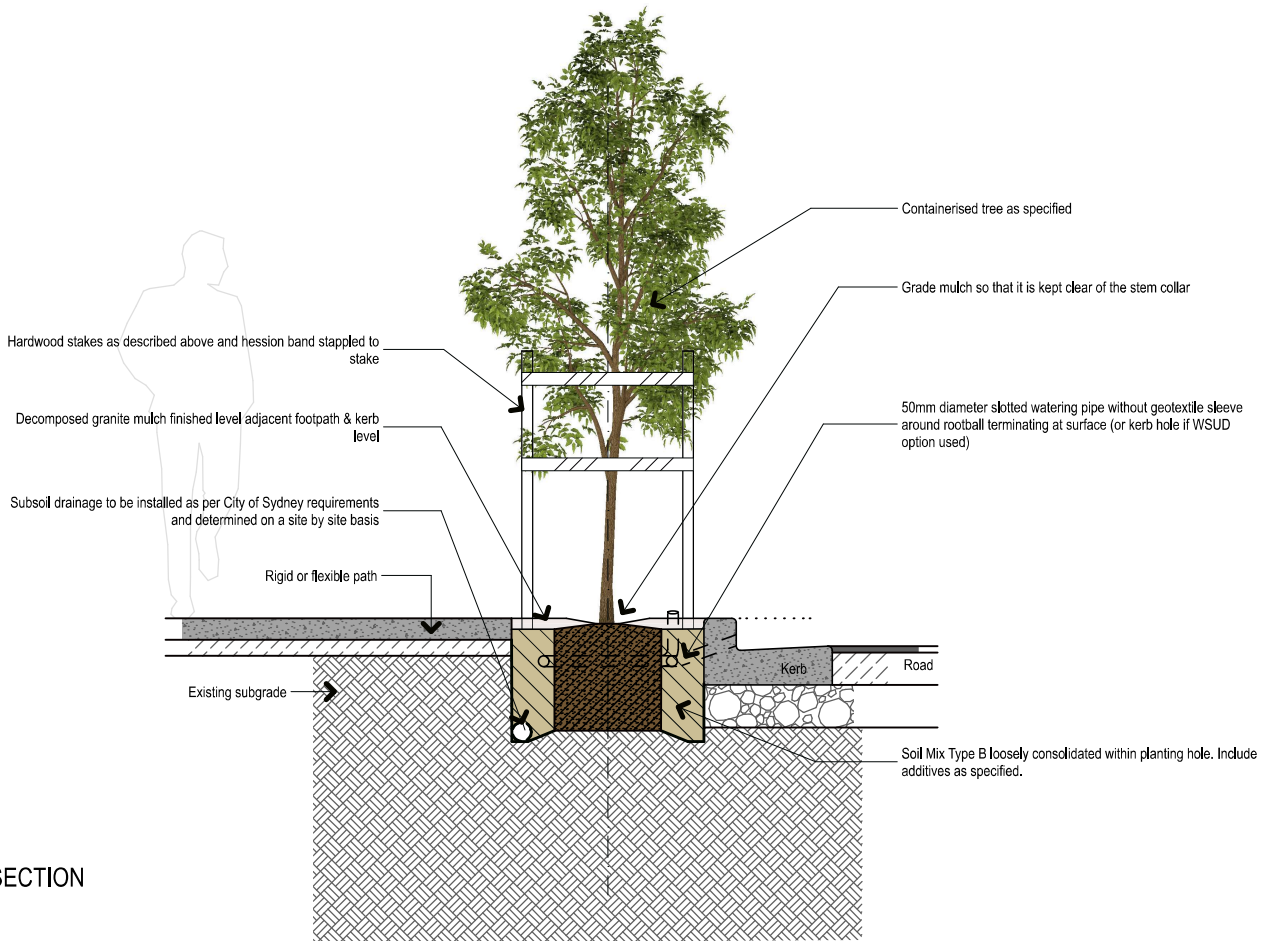 Containerised tree as specified
Grade mulch so that it is kept clear of the stem collar
Hardwood stakes as described above and hession band stappled to
stake
Decomposed granite mulch finished level adjacent footpath & kerb
level
50mm diameter slotted watering pipe without geotextile sleeve
around rootball terminating at surface (or kerb hole if WSUD
option used)
Subsoil drainage to be installed as per City of Sydney requirements
and determined on a site by site basis
Rigid or flexible path
Kerb
Road
Existing subgrade
Soil Mix Type B loosely consolidated within planting hole. Include
additives as specified.
SECTION